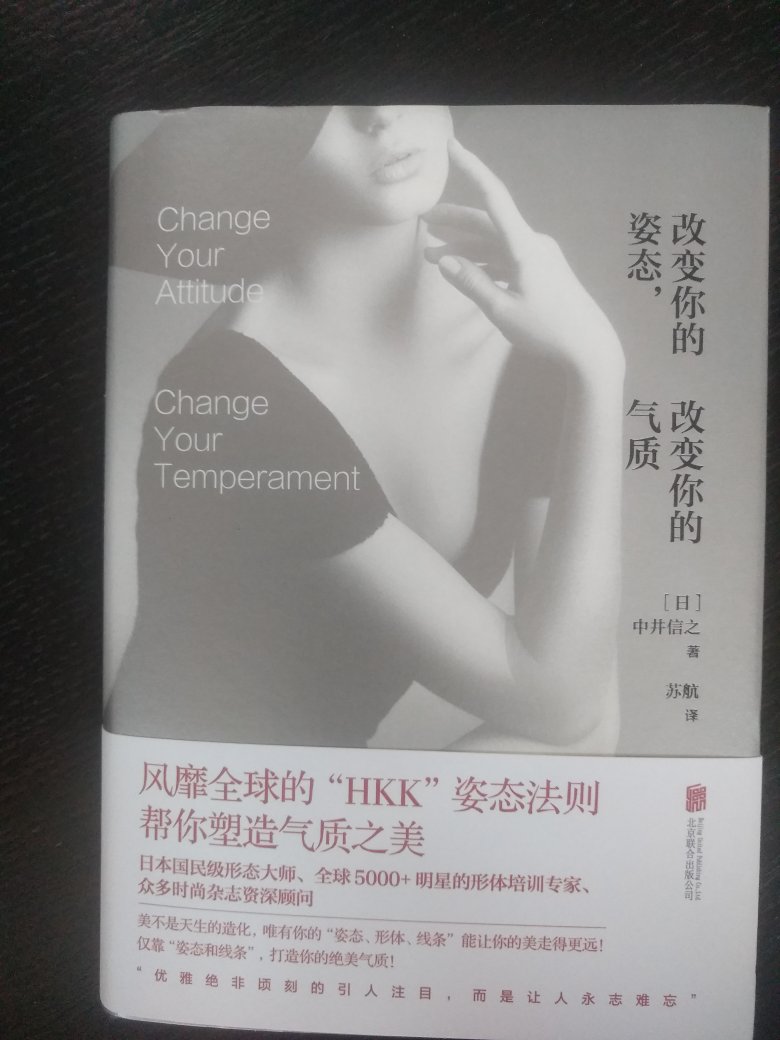 Change
Your
Attitude
Change
Your
Temperament
改变你的
姿态，
改变你的
气质
［日］
中井信之
著
苏航
译
风靡全球的“HKK”姿态法则
帮你塑造气质之美
日本国民级形态大师、全球5000+明星的形体培训专家、
众多时尚杂志资深顾问
美不是天生的造化，唯有你的“姿态、形体、线条”能让你的美走得更远！
仅靠“姿态和线条”，打造你的绝美气质！
“优雅绝非顷刻的引人注目，而是让人永志难忘”
北京联合出版公司
Beijing United Publishing Co.,Ltd.